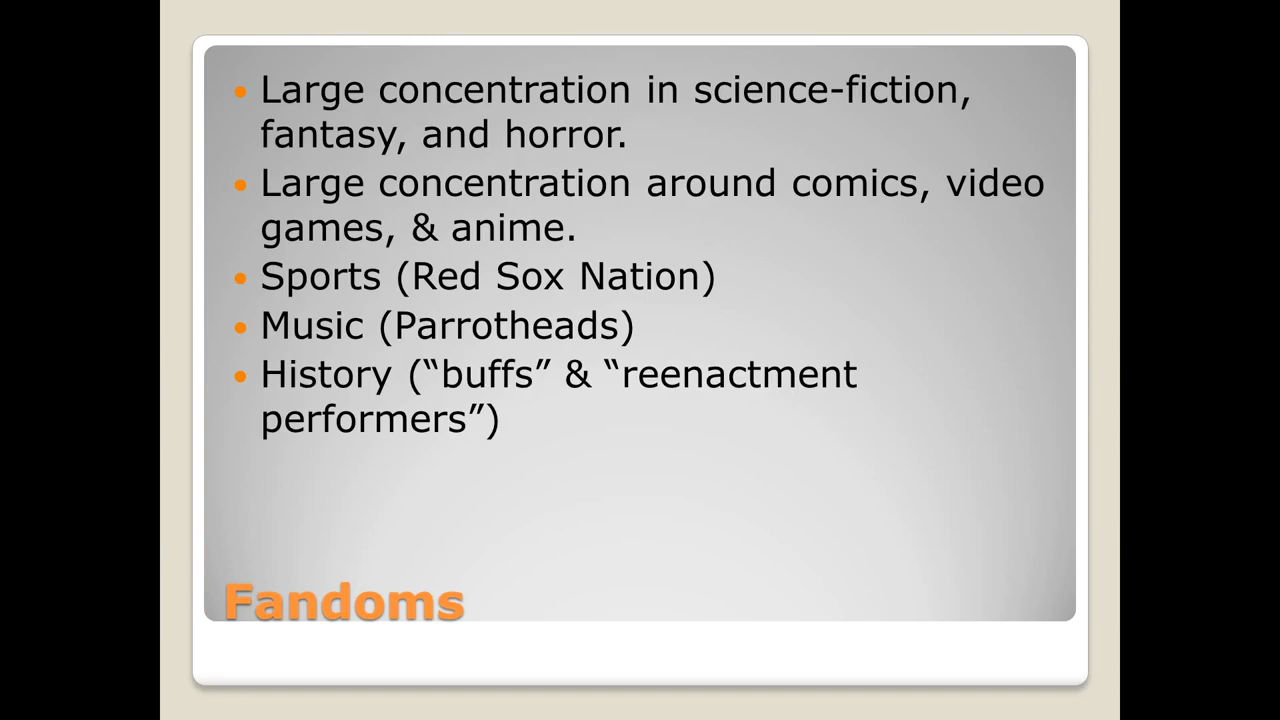 Large concentration in science-fiction,
fantasy, and horror.
Large concentration around comics, video
games, & anime.
Sports (Red Sox Nation)
Music (Parrotheads)
History (“buffs” & “reenactment
performers”)
Fandoms